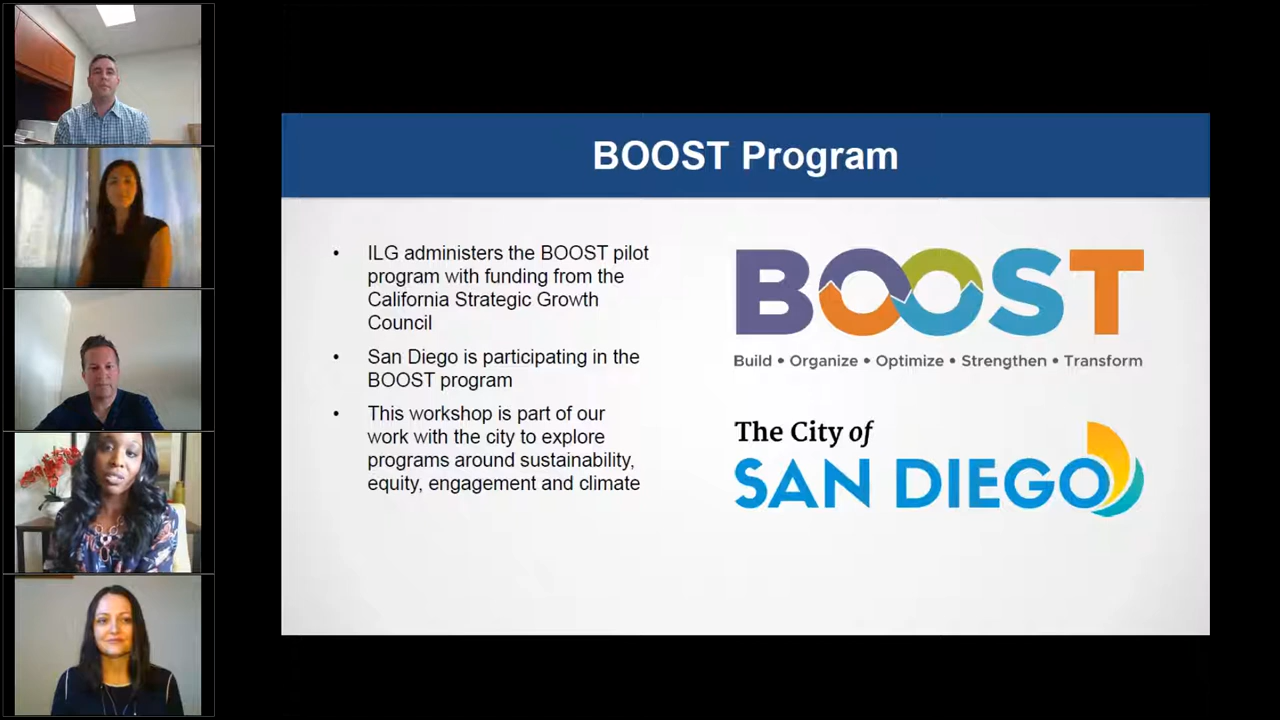 BOOST Program
• ILG administers the BOOST pilot
program with funding from the
California Strategic Growth
Council
• San Diego is participating in the
BOOST program
• This workshop is part of our
work with the city to explore
programs around sustainability,
equity, engagement and climate
BOOST
Build • Organize • Optimize • Strengthen • Transform
The City of
SAN DIEGO